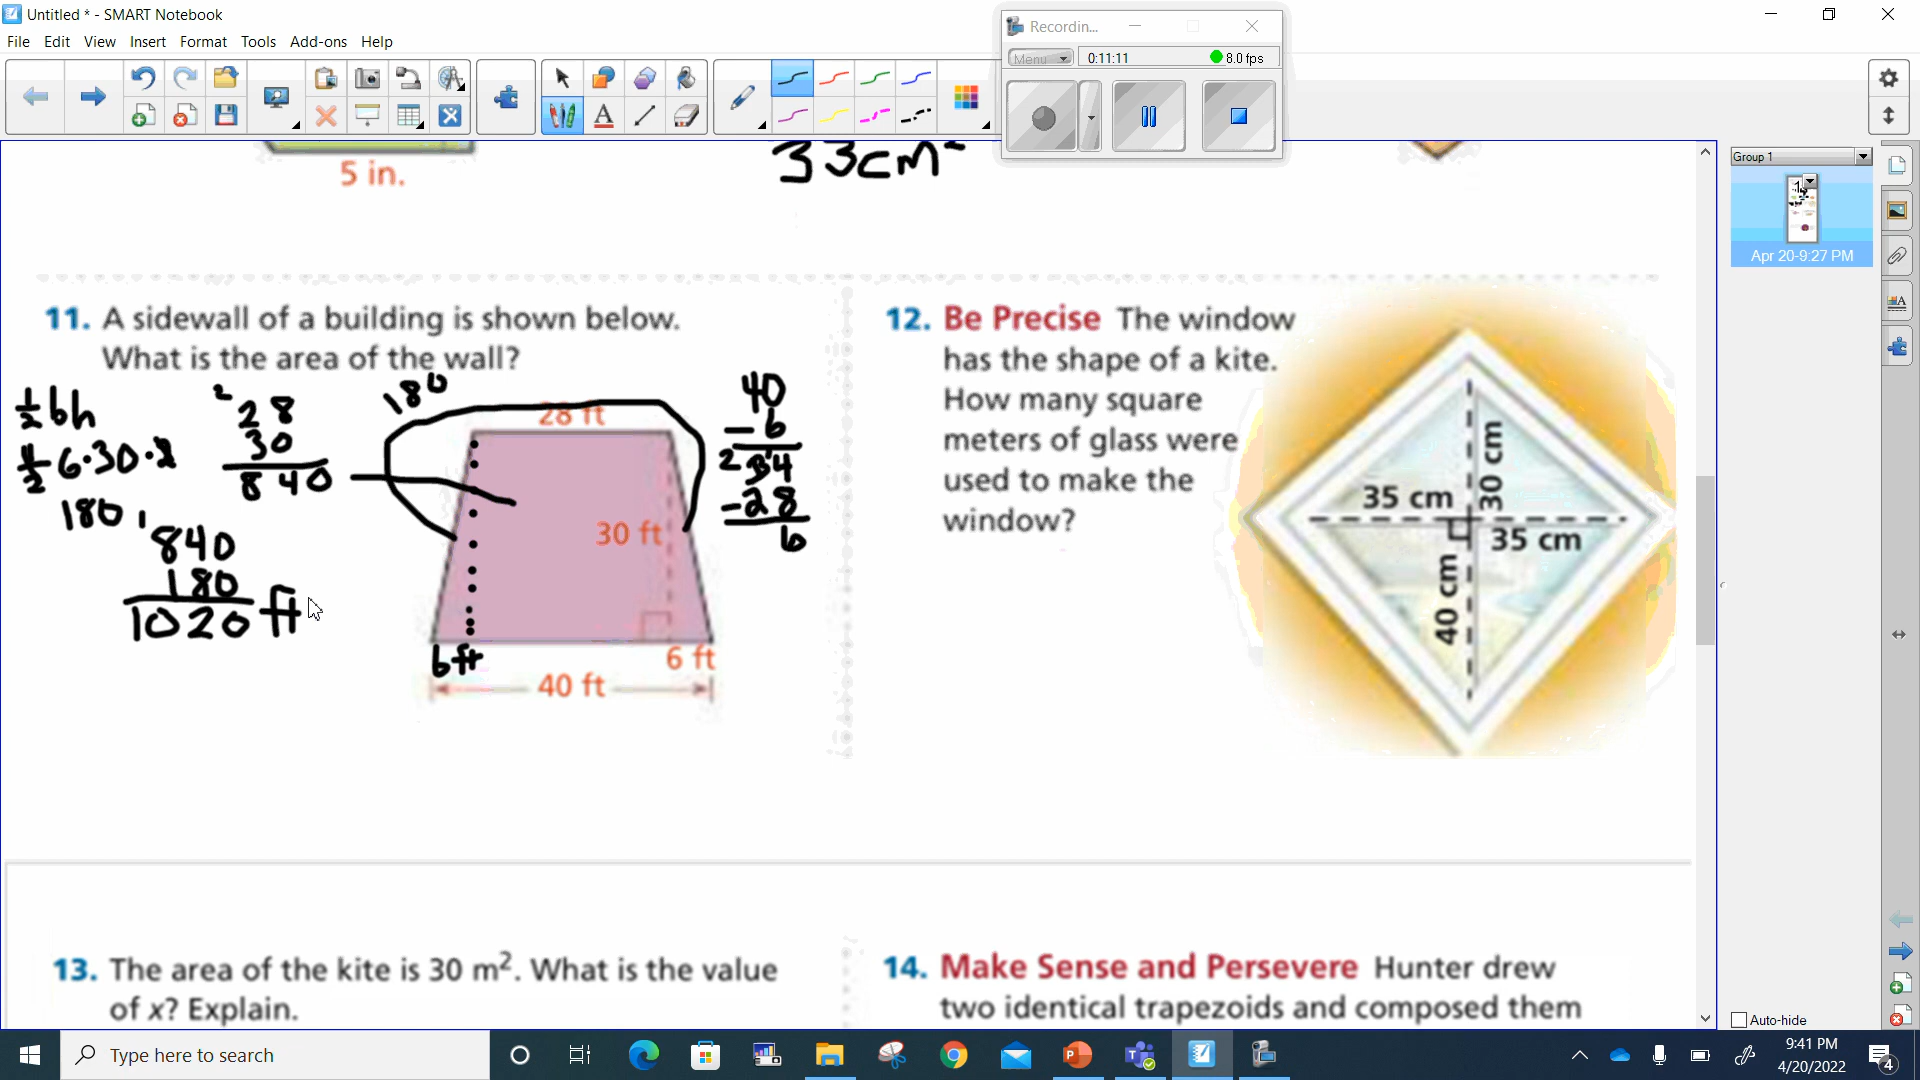 Untitled * - SMART Notebook
File Edit View Insert Format Tools Add-ons Help
Recordin...
Menu 0:11:11 8.0 fps
Group 1
Apr 20-9:27 PM
5 in.
33cm²
11. A sidewall of a building is shown below.
What is the area of the wall?
½bh
½6·30·2
180
2
28
30
840
840
180
1020 ft
180
28 ft
30 ft
6 ft
6 ft
40 ft
40
-6
34
-28
6
12. Be Precise The window
has the shape of a kite.
How many square
meters of glass were
used to make the
window?
35 cm
30 cm
35 cm
40 cm
13. The area of the kite is 30 m². What is the value
of x? Explain.
14. Make Sense and Persevere Hunter drew
two identical trapezoids and composed them
Auto-hide
Type here to search
9:41 PM
4/20/2022
4